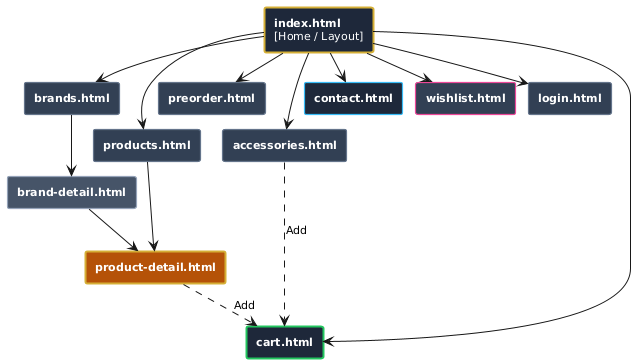 index.html
[Home / Layout]
brands.html
preorder.html
contact.html
wishlist.html
login.html
products.html
accessories.html
brand-detail.html
Add
product-detail.html
Add
cart.html